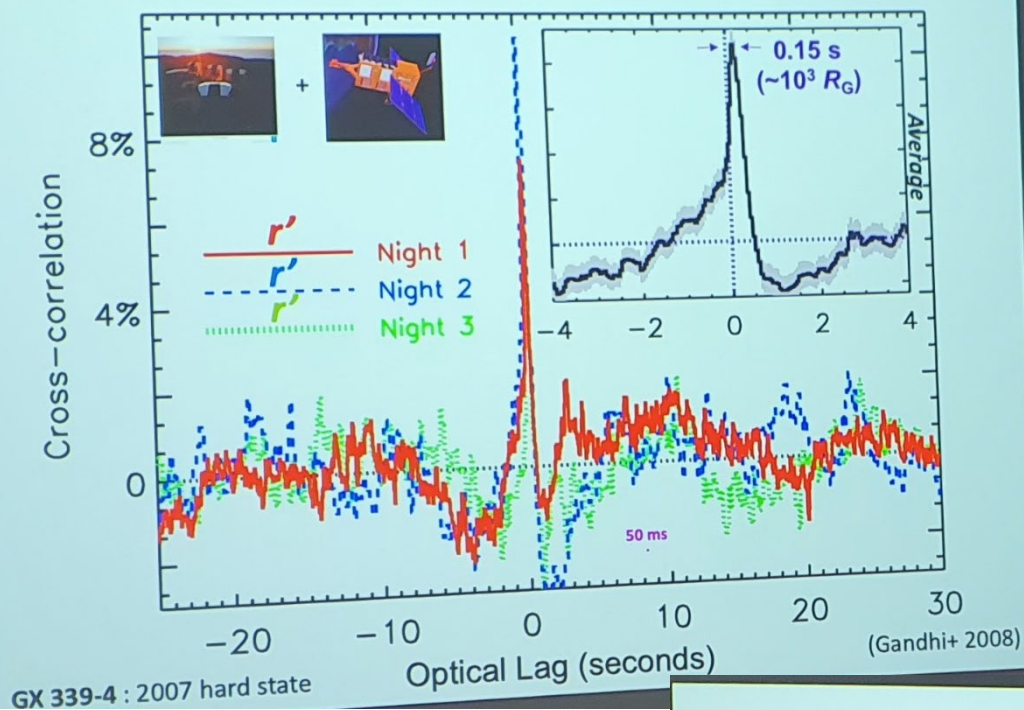 0.15 s
(~10³ R_G)
Average
+
8%
4%
0
Cross-correlation
r′
Night 1
r′
Night 2
r′
Night 3
−4 −2 0 2 4
50 ms
−20 −10 0 10 20 30
Optical Lag (seconds)
(Gandhi+ 2008)
GX 339-4 : 2007 hard state